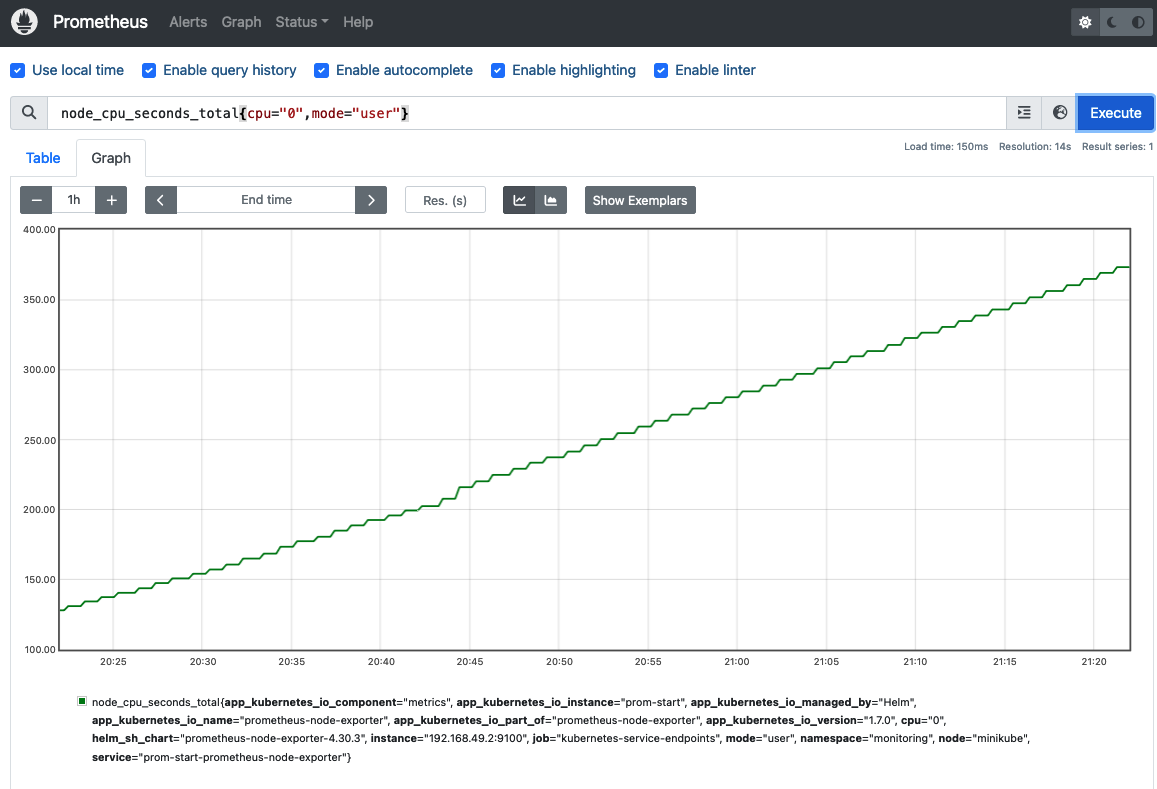 Prometheus Alerts Graph Status Help
Use local time Enable query history Enable autocomplete Enable highlighting Enable linter
node_cpu_seconds_total{cpu="0",mode="user"} Execute
Load time: 150ms Resolution: 14s Result series: 1
Table Graph
− 1h + End time Res. (s) Show Exemplars
400.00
350.00
300.00
250.00
200.00
150.00
100.00
20:25 20:30 20:35 20:40 20:45 20:50 20:55 21:00 21:05 21:10 21:15 21:20
node_cpu_seconds_total{app_kubernetes_io_component="metrics", app_kubernetes_io_instance="prom-start", app_kubernetes_io_managed_by="Helm",
app_kubernetes_io_name="prometheus-node-exporter", app_kubernetes_io_part_of="prometheus-node-exporter", app_kubernetes_io_version="1.7.0", cpu="0",
helm_sh_chart="prometheus-node-exporter-4.30.3", instance="192.168.49.2:9100", job="kubernetes-service-endpoints", mode="user", namespace="monitoring", node="minikube",
service="prom-start-prometheus-node-exporter"}